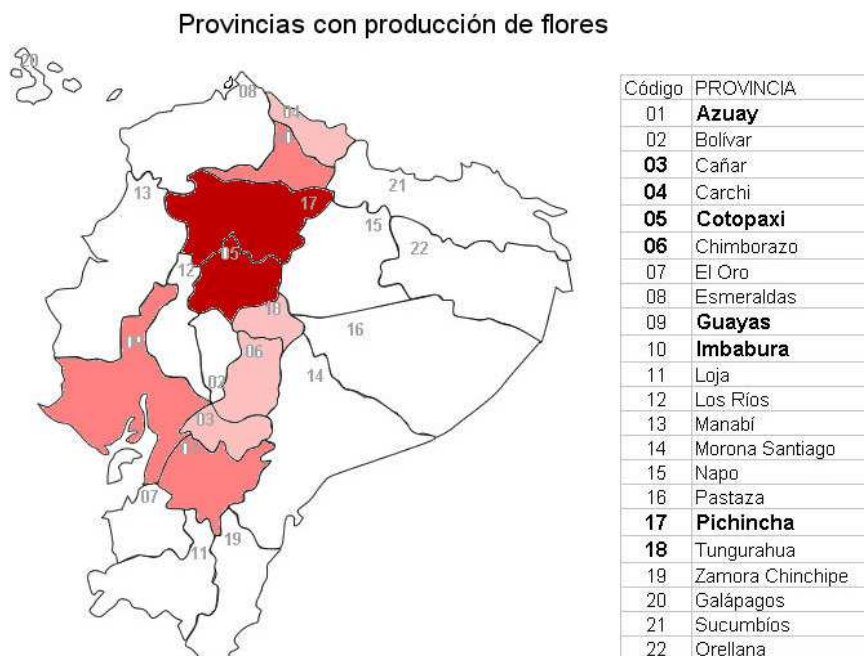 Provincias con producción de flores
20
08
04
21
13
17
15
22
12
18
16
06
14
02
03
07
11
19
Código PROVINCIA
01 Azuay
02 Bolívar
03 Cañar
04 Carchi
05 Cotopaxi
06 Chimborazo
07 El Oro
08 Esmeraldas
09 Guayas
10 Imbabura
11 Loja
12 Los Ríos
13 Manabí
14 Morona Santiago
15 Napo
16 Pastaza
17 Pichincha
18 Tungurahua
19 Zamora Chinchipe
20 Galápagos
21 Sucumbíos
22 Orellana